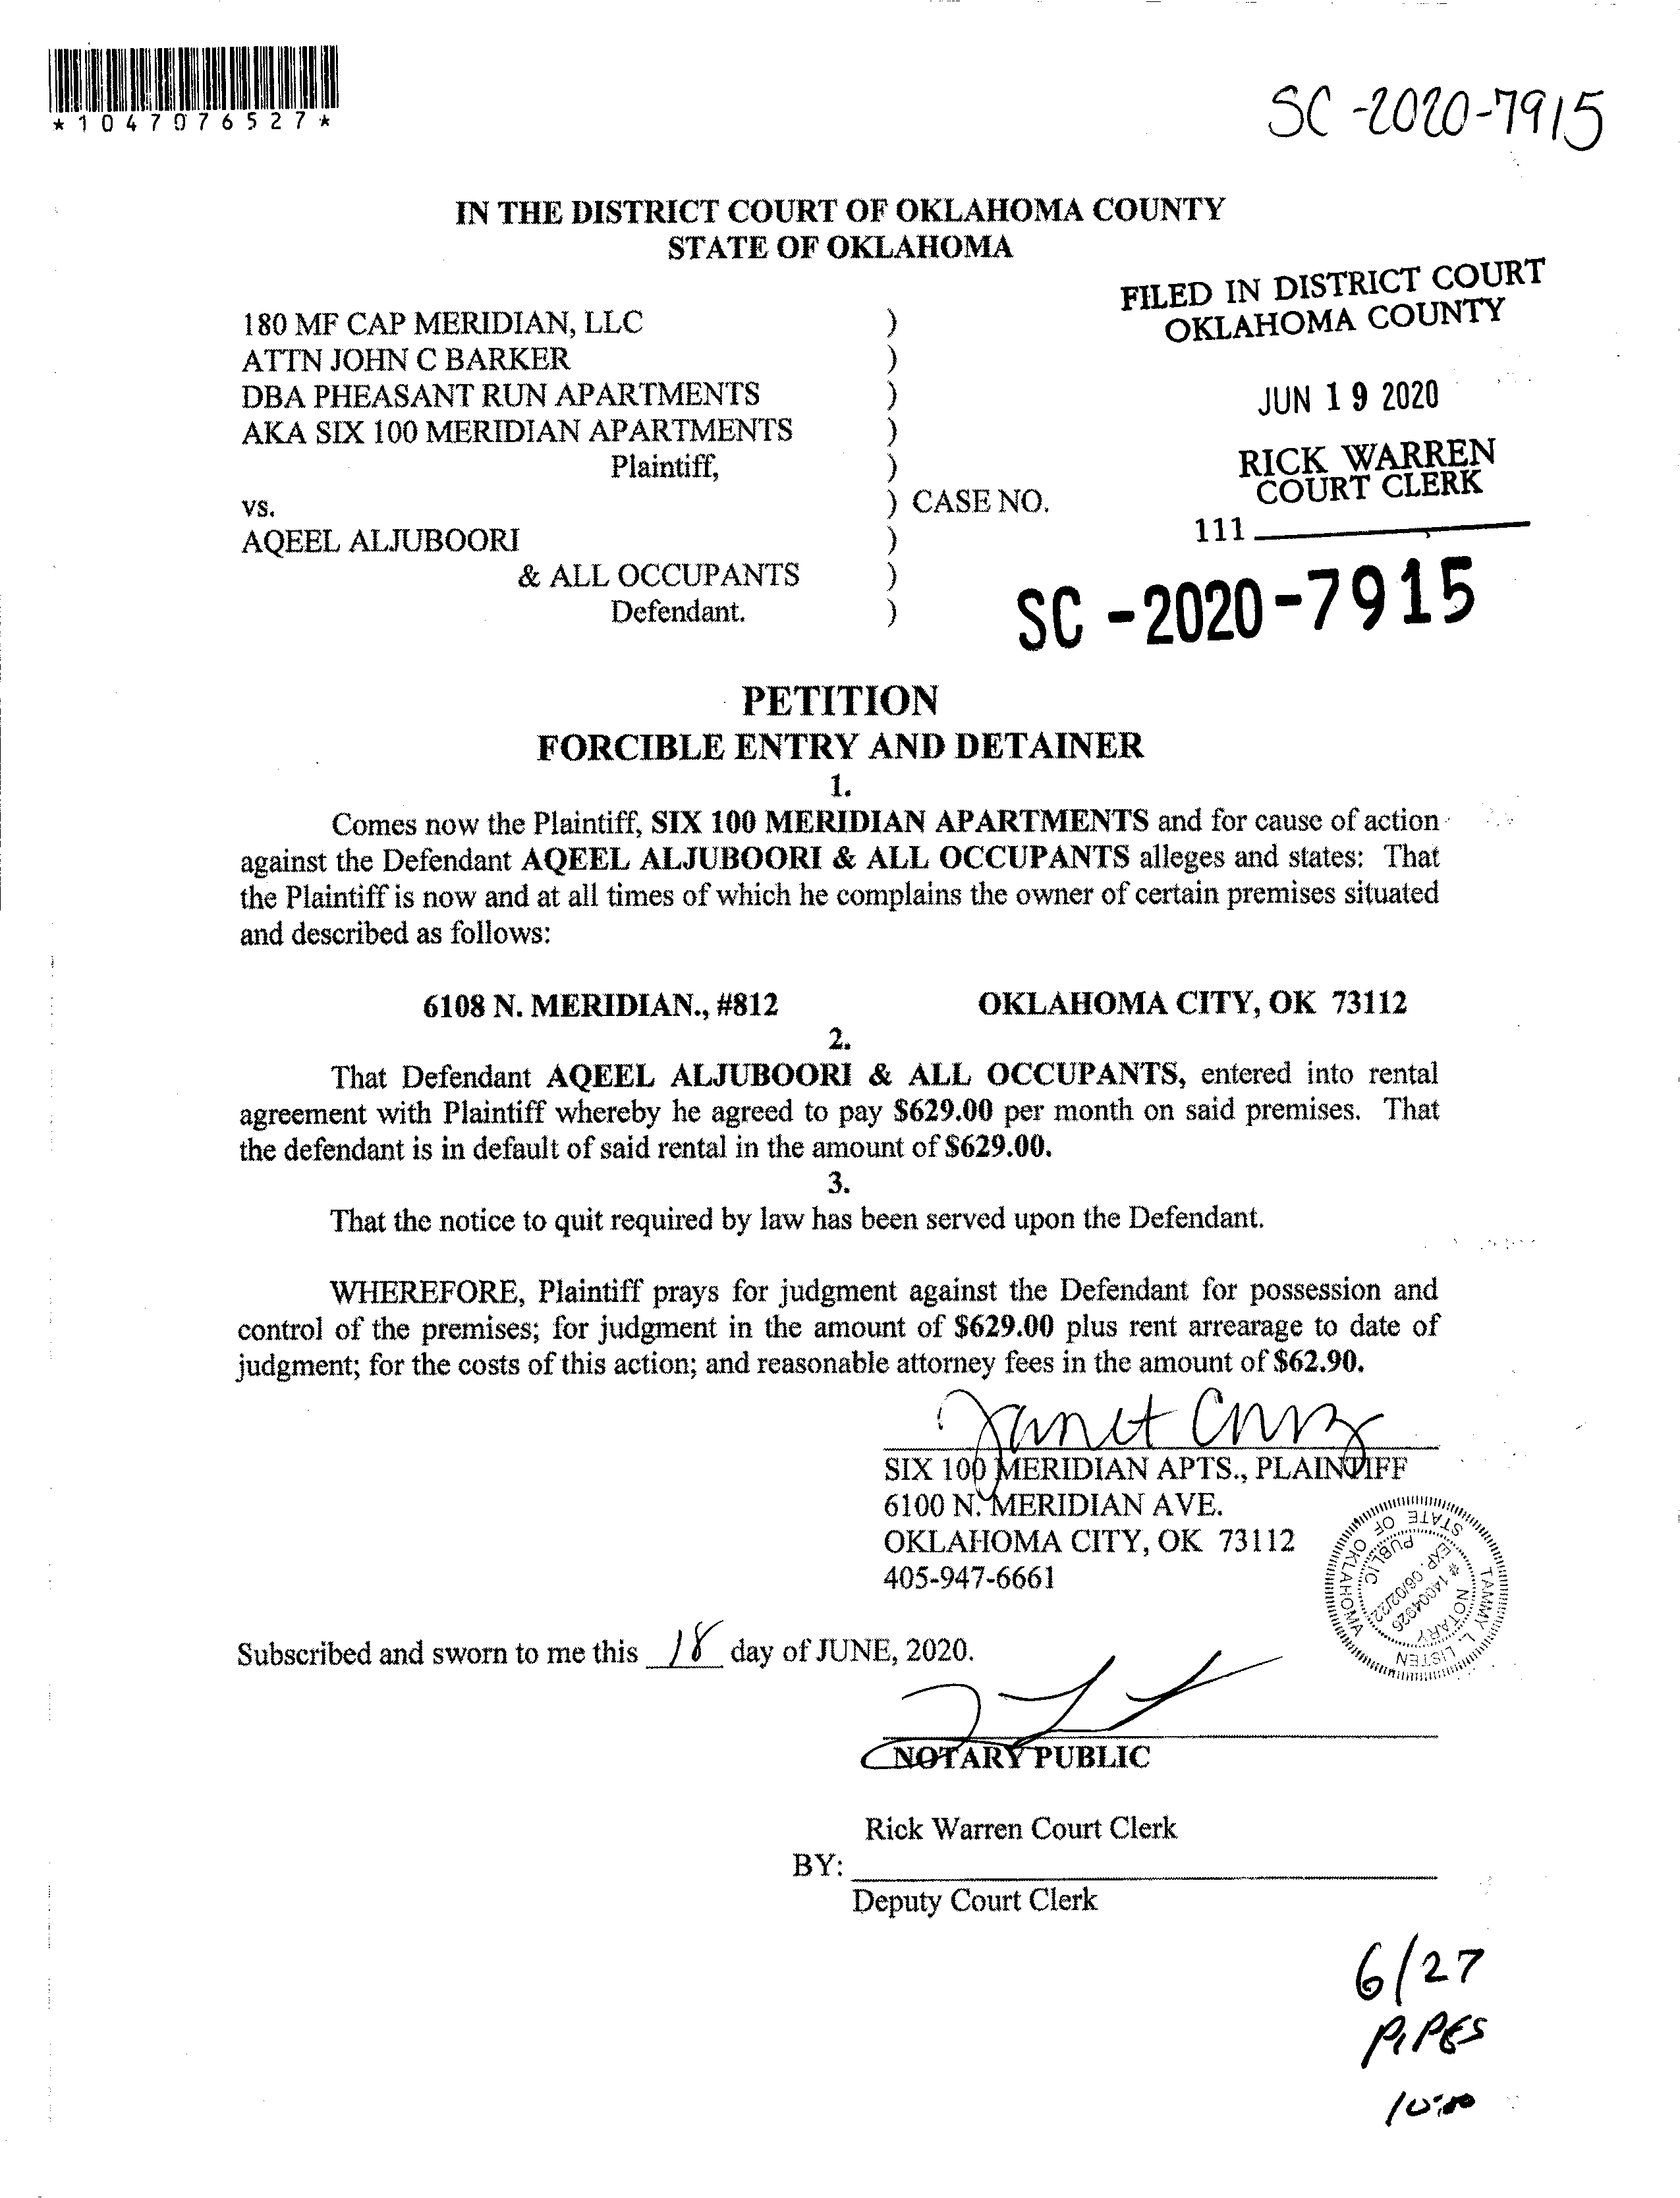 *1047076527*
SC-2020-7915
IN THE DISTRICT COURT OF OKLAHOMA COUNTY
STATE OF OKLAHOMA
FILED IN DISTRICT COURT
OKLAHOMA COUNTY
JUN 19 2020
RICK WARREN
COURT CLERK
111
180 MF CAP MERIDIAN, LLC )
ATTN JOHN C BARKER )
DBA PHEASANT RUN APARTMENTS )
AKA SIX 100 MERIDIAN APARTMENTS )
Plaintiff, )
vs. ) CASE NO.
AQEEL ALJUBOORI )
& ALL OCCUPANTS )
Defendant. )
SC-2020-7915
PETITION
FORCIBLE ENTRY AND DETAINER
1.
Comes now the Plaintiff, SIX 100 MERIDIAN APARTMENTS and for cause of action
against the Defendant AQEEL ALJUBOORI & ALL OCCUPANTS alleges and states: That
the Plaintiff is now and at all times of which he complains the owner of certain premises situated
and described as follows:
6108 N. MERIDIAN., #812 OKLAHOMA CITY, OK 73112
2.
That Defendant AQEEL ALJUBOORI & ALL OCCUPANTS, entered into rental
agreement with Plaintiff whereby he agreed to pay $629.00 per month on said premises. That
the defendant is in default of said rental in the amount of $629.00.
3.
That the notice to quit required by law has been served upon the Defendant.
WHEREFORE, Plaintiff prays for judgment against the Defendant for possession and
control of the premises; for judgment in the amount of $629.00 plus rent arrearage to date of
judgment; for the costs of this action; and reasonable attorney fees in the amount of $62.90.
Janet Cruz
SIX 100 MERIDIAN APTS., PLAINTIFF
6100 N. MERIDIAN AVE.
OKLAHOMA CITY, OK 73112
405-947-6661
TAMMY L. LISTEN
STATE OF OKLAHOMA
NOTARY PUBLIC
# 14004926
EXP. 06/02/22
Subscribed and sworn to me this 18 day of JUNE, 2020.
NOTARY PUBLIC
Rick Warren Court Clerk
BY:
Deputy Court Clerk
6/27
PIPES
10:00